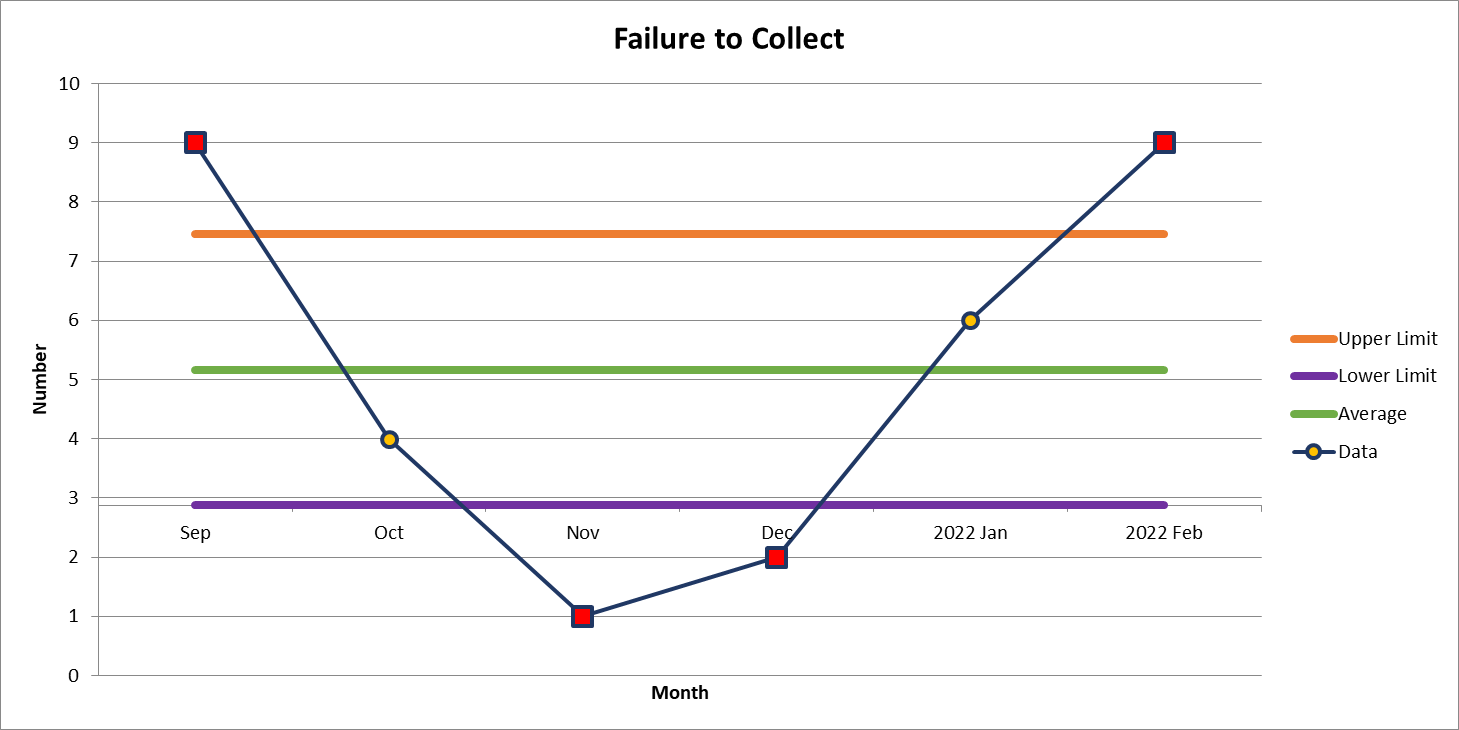 Failure to Collect
10
9
8
7
6
5
4
3
2
1
0
Number
Sep Oct Nov Dec 2022 Jan 2022 Feb
Month
Upper Limit
Lower Limit
Average
Data